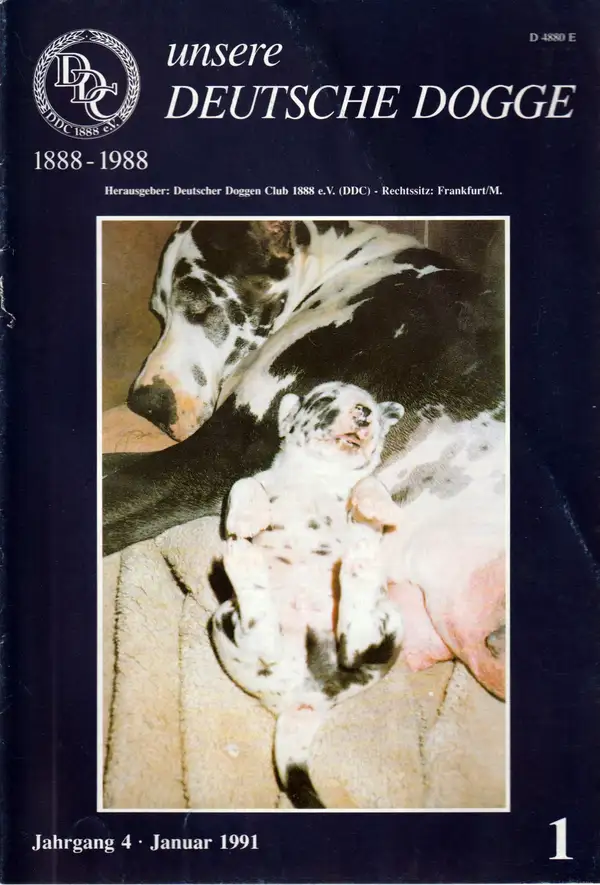 D 4880 E
DDC
DDC 1888 e.V.
unsere
DEUTSCHE DOGGE
1888 - 1988
Herausgeber: Deutscher Doggen Club 1888 e.V. (DDC) - Rechtssitz: Frankfurt/M.
Jahrgang 4 · Januar 1991
1